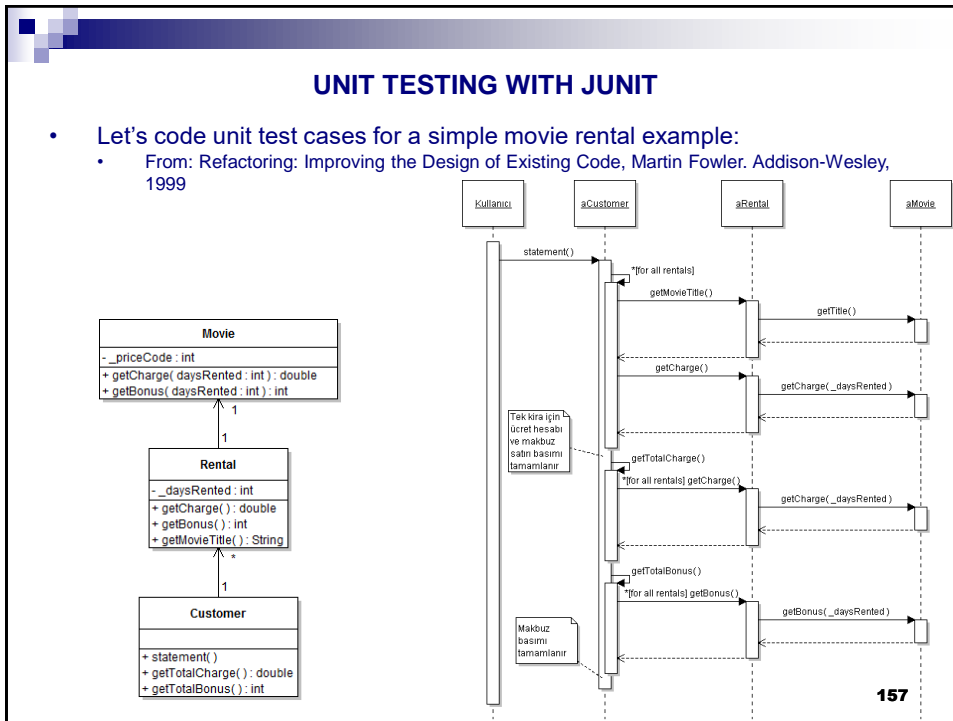 UNIT TESTING WITH JUNIT
• Let's code unit test cases for a simple movie rental example:
• From: Refactoring: Improving the Design of Existing Code, Martin Fowler. Addison-Wesley,
1999
Movie
- _priceCode : int
+ getCharge( daysRented : int ) : double
+ getBonus( daysRented : int ) : int
1
1
Rental
- _daysRented : int
+ getCharge( ) : double
+ getBonus( ) : int
+ getMovieTitle( ) : String
*
1
Customer
+ statement( )
+ getTotalCharge( ) : double
+ getTotalBonus( ) : int
Kullanıcı
aCustomer
aRental
aMovie
statement( )
*[for all rentals]
getMovieTitle( )
getTitle( )
getCharge( )
getCharge( _daysRented )
Tek kira için
ücret hesabı
ve makbuz
satırı basımı
tamamlanır
getTotalCharge( )
*[for all rentals] getCharge( )
getCharge( _daysRented )
getTotalBonus( )
*[for all rentals] getBonus( )
getBonus( _daysRented )
Makbuz
basımı
tamamlanır
157